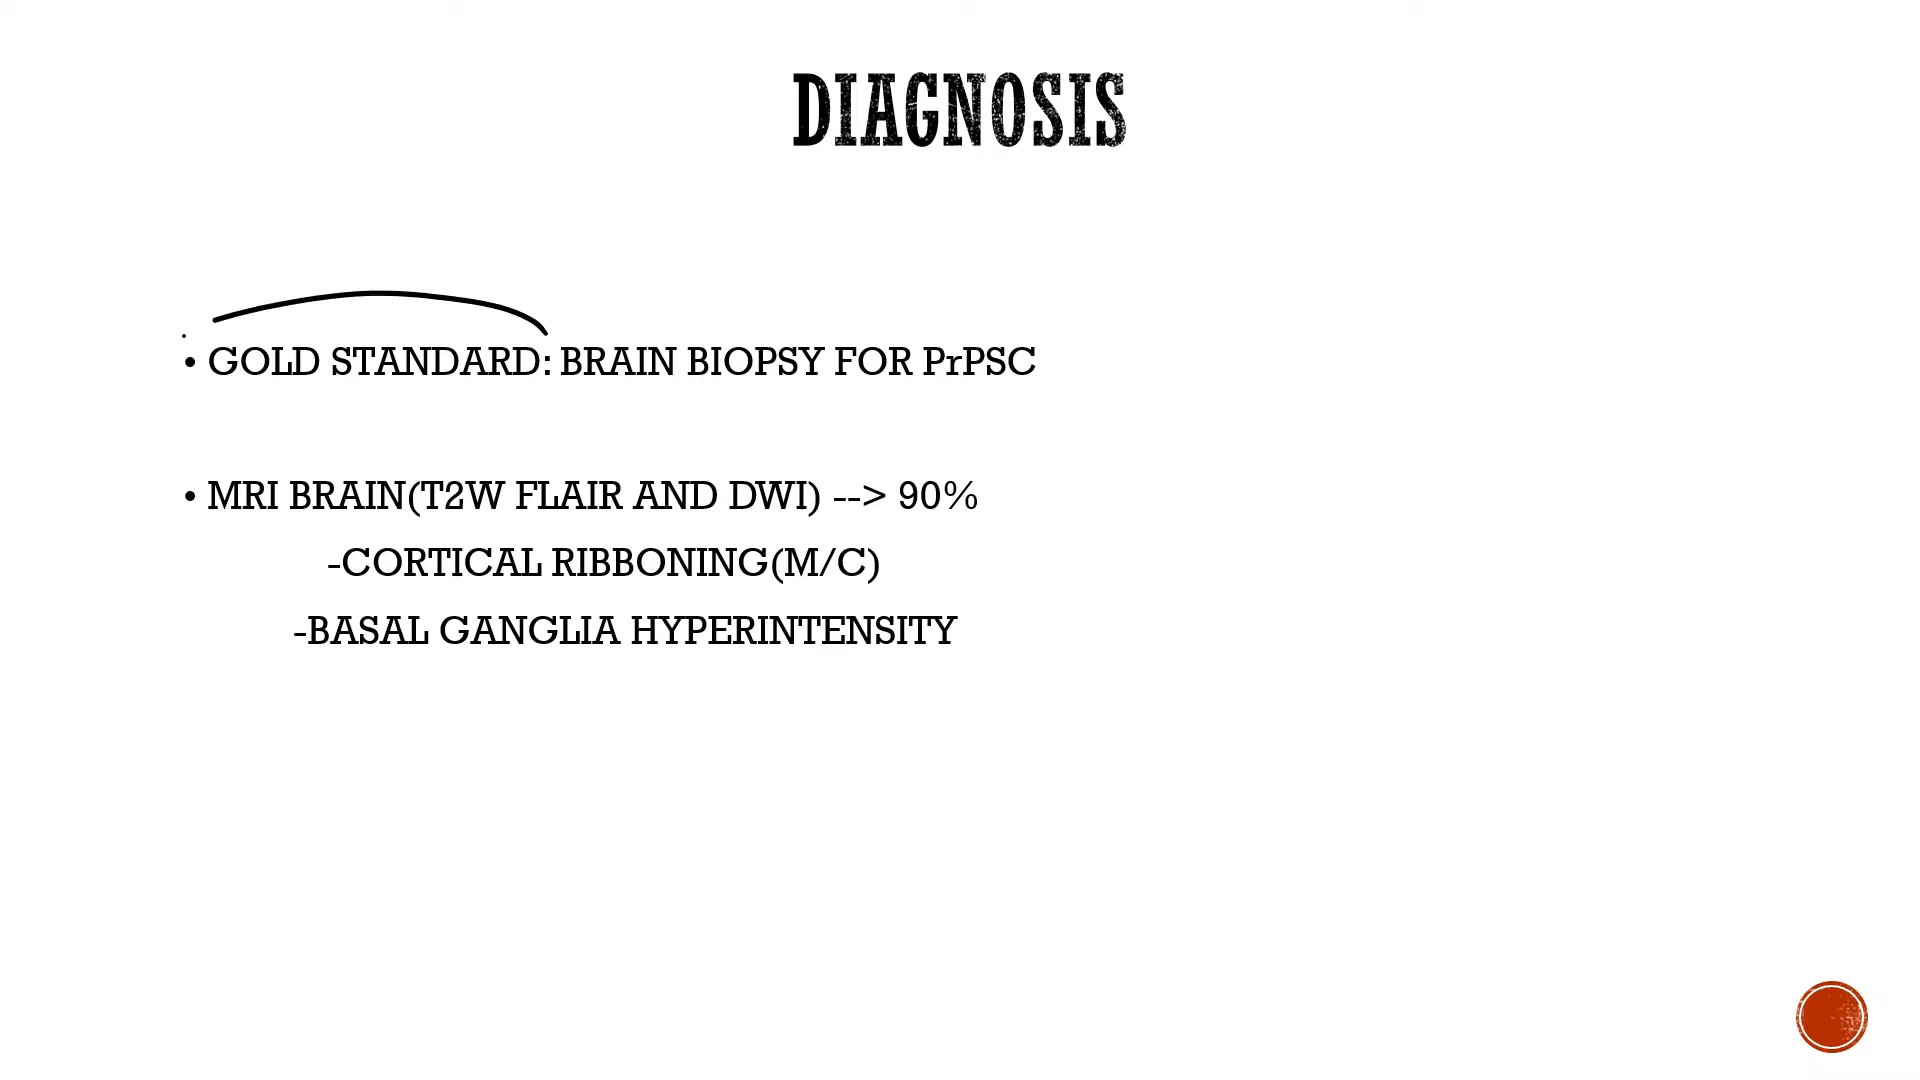 DIAGNOSIS
• GOLD STANDARD: BRAIN BIOPSY FOR PrPSC
• MRI BRAIN(T2W FLAIR AND DWI) --> 90%
-CORTICAL RIBBONING(M/C)
-BASAL GANGLIA HYPERINTENSITY